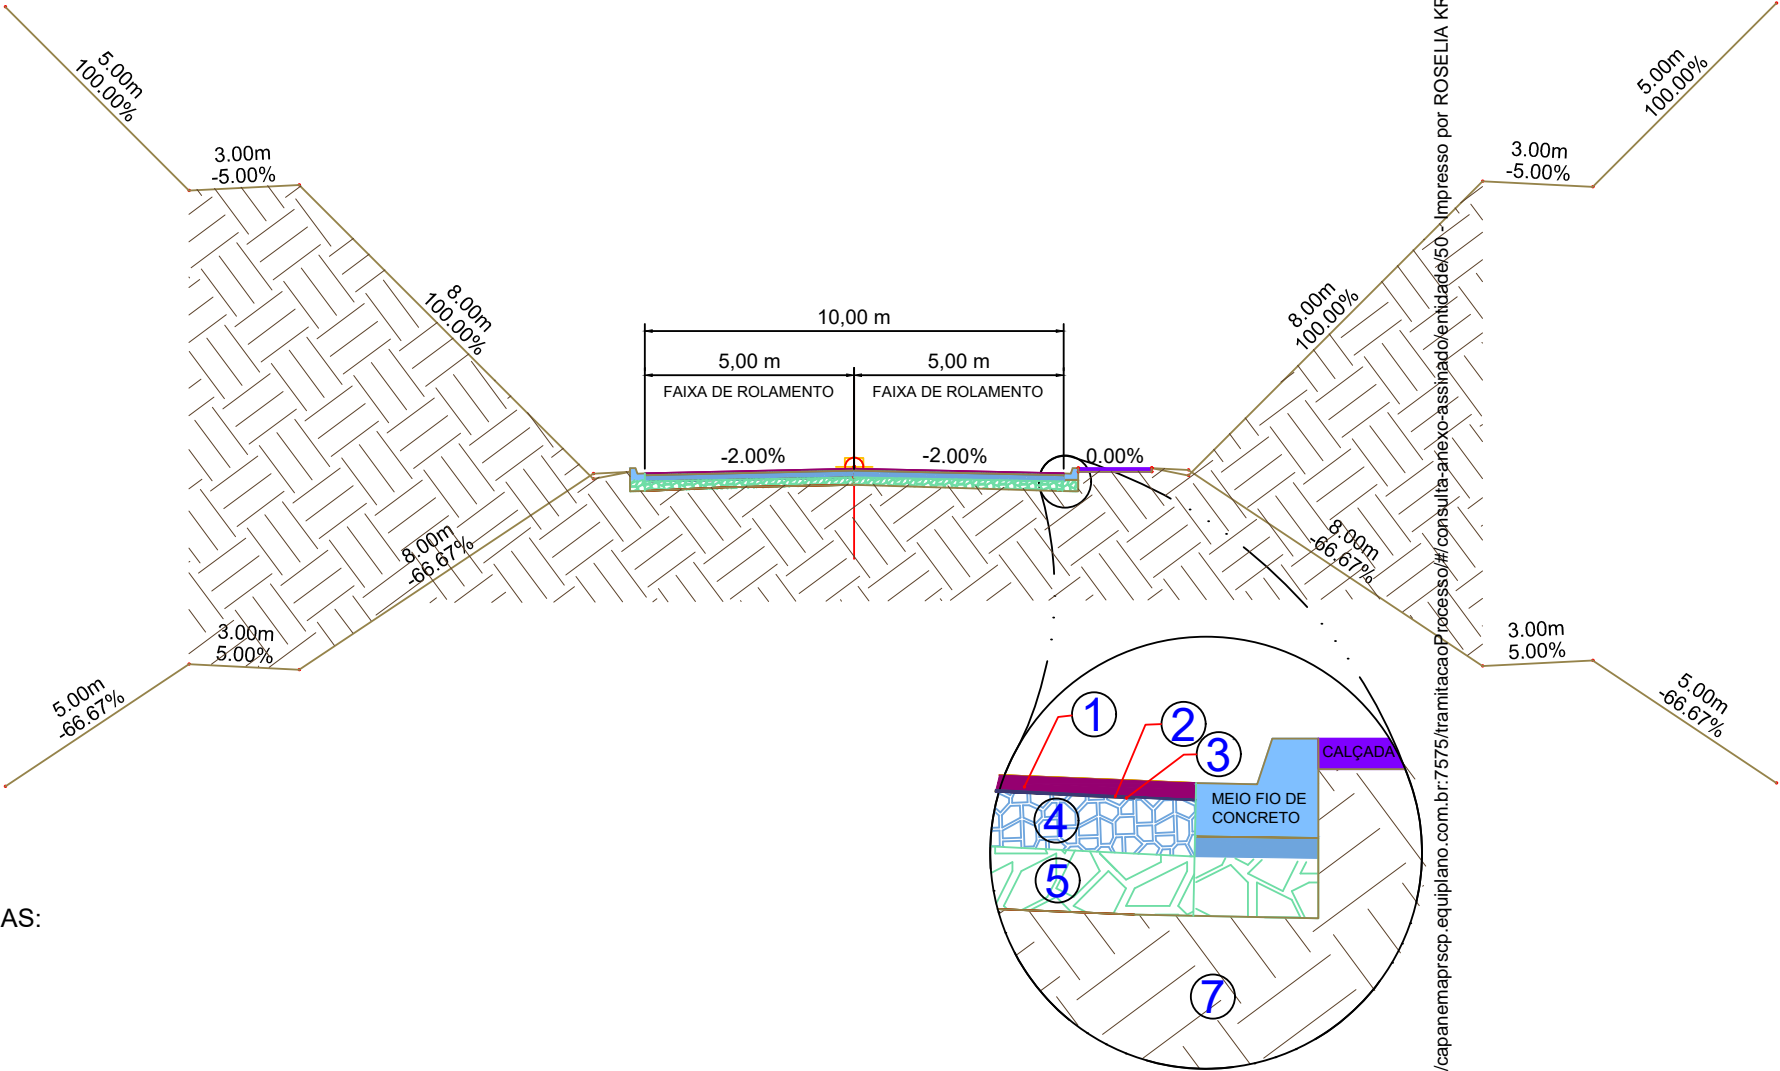 5.00m
100.00%
3.00m
-5.00%
8.00m
100.00%
10,00 m
5,00 m
5,00 m
FAIXA DE ROLAMENTO
FAIXA DE ROLAMENTO
-2.00%
-2.00%
0.00%
8.00m
100.00%
3.00m
-5.00%
5.00m
100.00%
8.00m
-66.67%
3.00m
5.00%
5.00m
-66.67%
8.00m
-66.67%
3.00m
5.00%
5.00m
-66.67%
1
2
3
CALÇADA
MEIO FIO DE
CONCRETO
4
5
7
AS:
/capanemaprscp.equiplano.com.br:7575/tramitacaoProcesso/#/consulta-anexo-assinado/entidade/50 - Impresso por ROSELIA KR